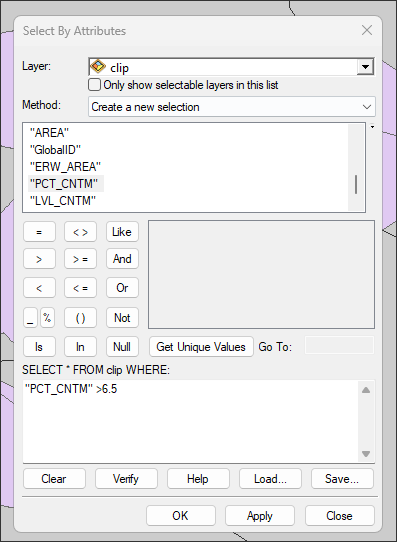 Select By Attributes
Layer: clip
Only show selectable layers in this list
Method: Create a new selection
"AREA"
"GlobalID"
"ERW_AREA"
"PCT_CNTM"
"LVL_CNTM"
= < > Like
> > = And
< < = Or
_ % ( ) Not
Is In Null Get Unique Values Go To:
SELECT * FROM clip WHERE:
"PCT_CNTM" >6.5
Clear Verify Help Load... Save...
OK Apply Close